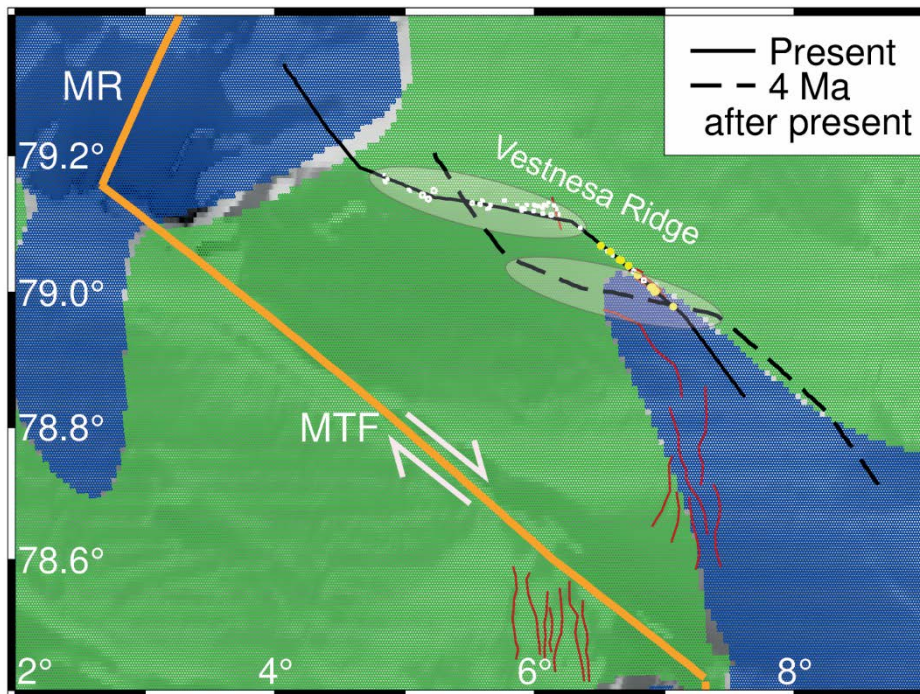 MR
Present
4 Ma
after present
Vestnesa Ridge
79.2°
79.0°
78.8°
MTF
78.6°
2°
4°
6°
8°